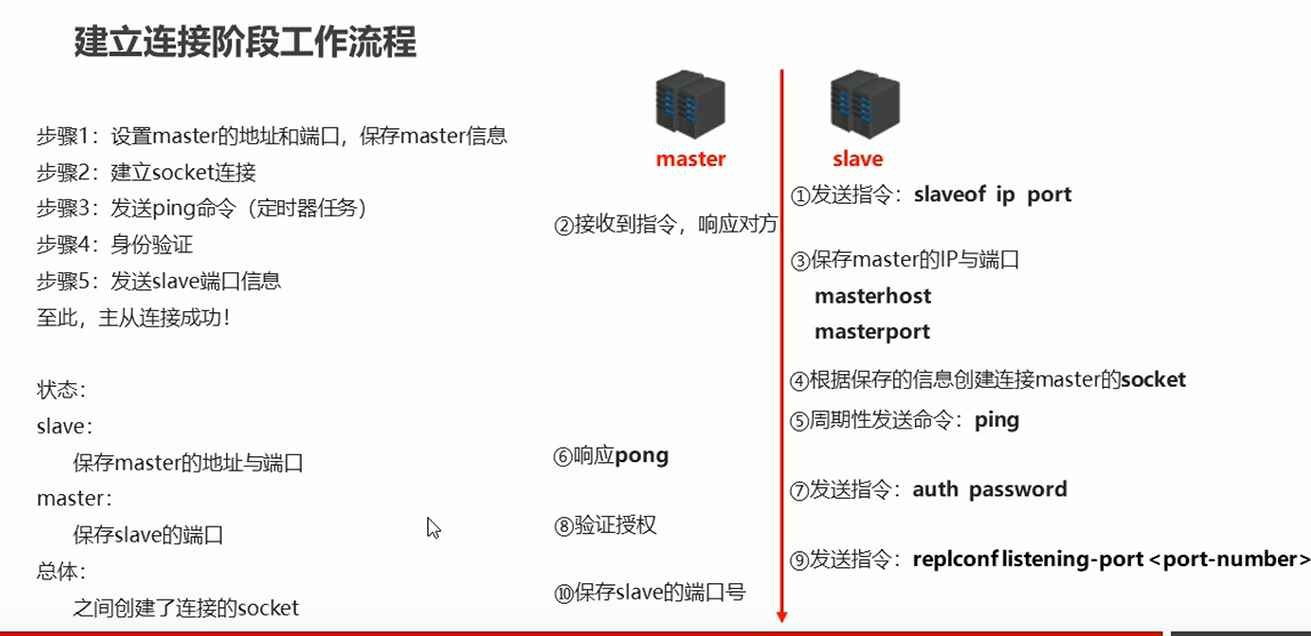 建立连接阶段工作流程
步骤1：设置master的地址和端口，保存master信息
步骤2：建立socket连接
步骤3：发送ping命令（定时器任务）
步骤4：身份验证
步骤5：发送slave端口信息
至此，主从连接成功！
状态：
slave：
保存master的地址与端口
master：
保存slave的端口
总体：
之间创建了连接的socket
master
slave
①发送指令：slaveof ip port
②接收到指令，响应对方
③保存master的IP与端口
masterhost
masterport
④根据保存的信息创建连接master的socket
⑤周期性发送命令：ping
⑥响应pong
⑦发送指令：auth password
⑧验证授权
⑨发送指令：replconf listening-port <port-number>
⑩保存slave的端口号